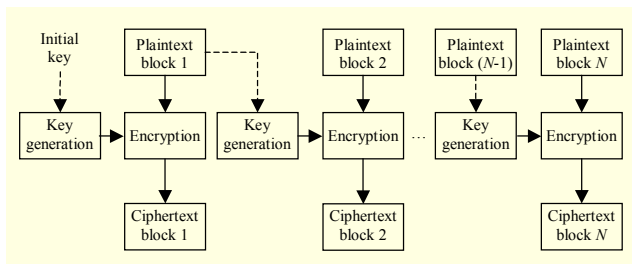 Initial
key
Plaintext
block 1
Plaintext
block 2
Plaintext
block (N-1)
Plaintext
block N
Key
generation
Encryption
Key
generation
Encryption
...
Key
generation
Encryption
Ciphertext
block 1
Ciphertext
block 2
Ciphertext
block N